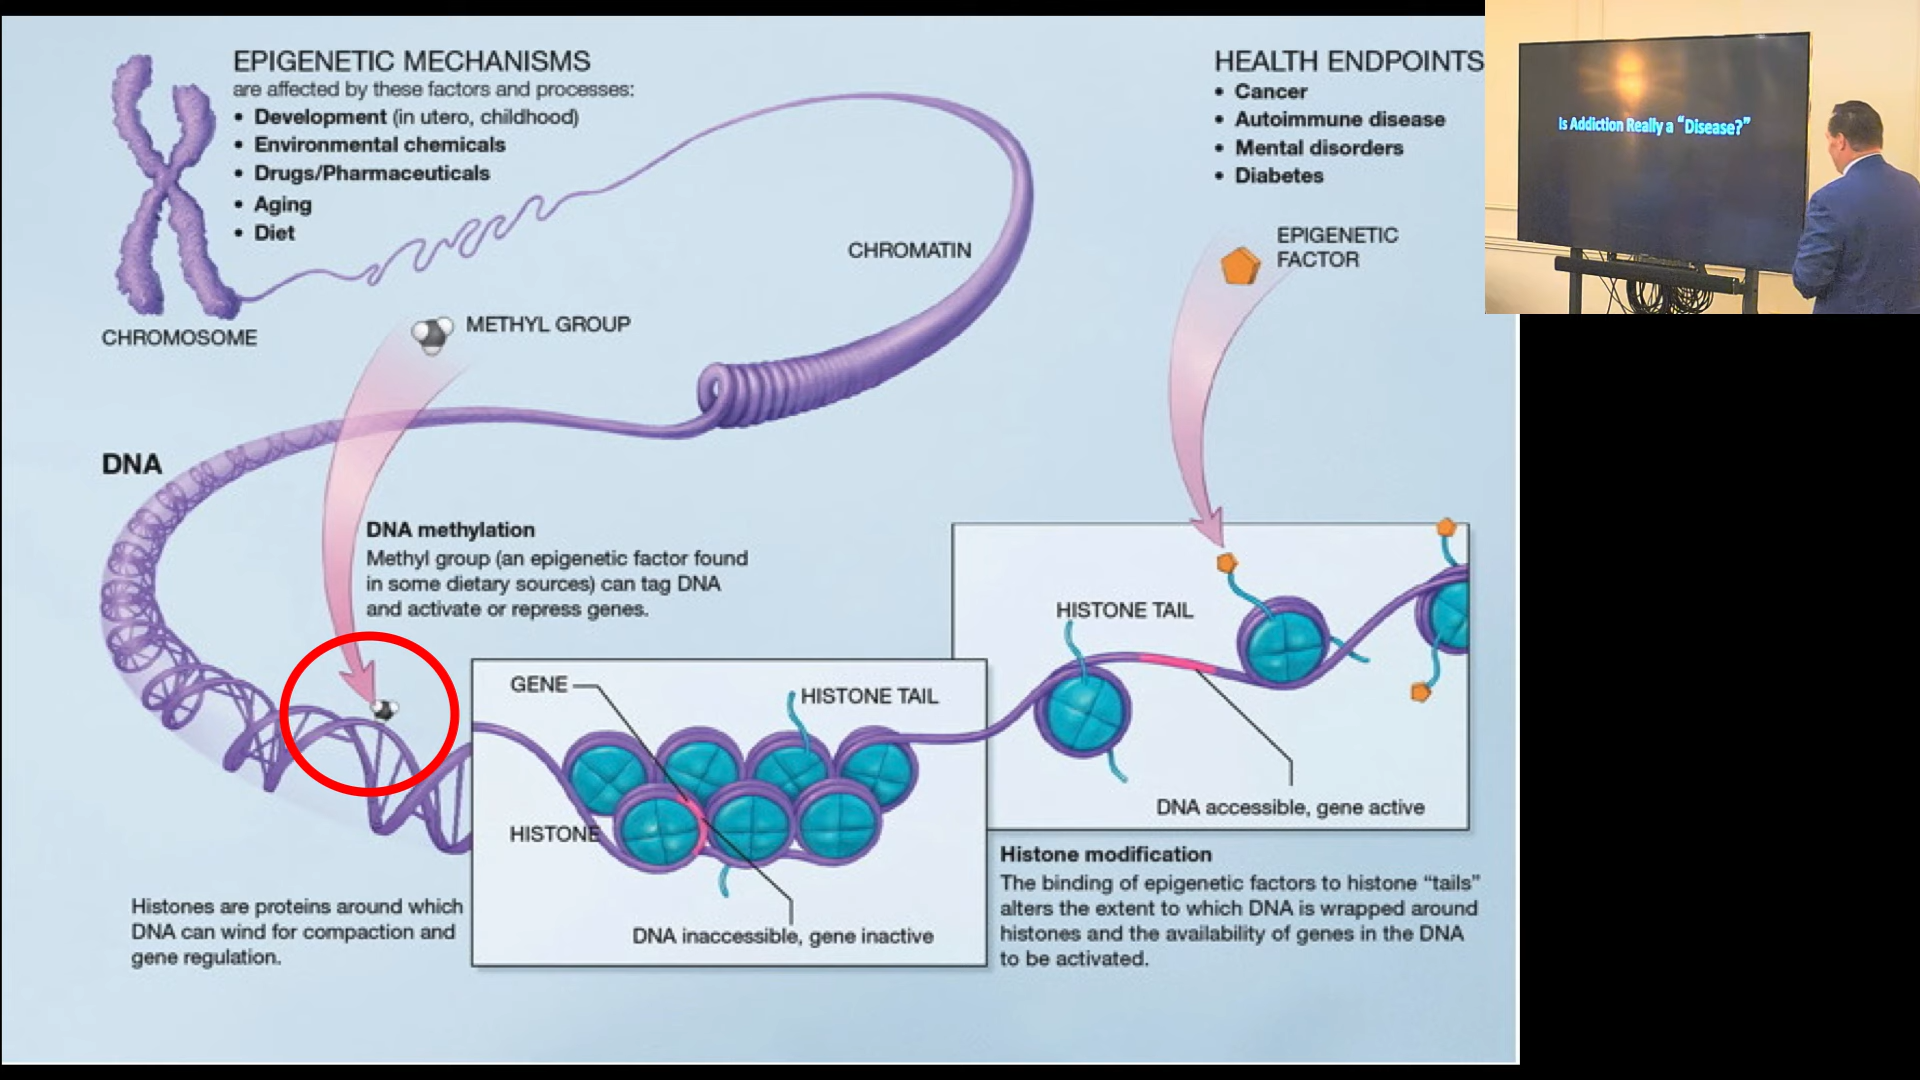 EPIGENETIC MECHANISMS
are affected by these factors and processes:
• Development (in utero, childhood)
• Environmental chemicals
• Drugs/Pharmaceuticals
• Aging
• Diet
HEALTH ENDPOINTS
• Cancer
• Autoimmune disease
• Mental disorders
• Diabetes
Is Addiction Really a “Disease?”
EPIGENETIC
FACTOR
CHROMATIN
METHYL GROUP
CHROMOSOME
DNA
DNA methylation
Methyl group (an epigenetic factor found
in some dietary sources) can tag DNA
and activate or repress genes.
HISTONE TAIL
GENE
HISTONE TAIL
DNA accessible, gene active
HISTONE
DNA inaccessible, gene inactive
Histones are proteins around which
DNA can wind for compaction and
gene regulation.
Histone modification
The binding of epigenetic factors to histone “tails”
alters the extent to which DNA is wrapped around
histones and the availability of genes in the DNA
to be activated.